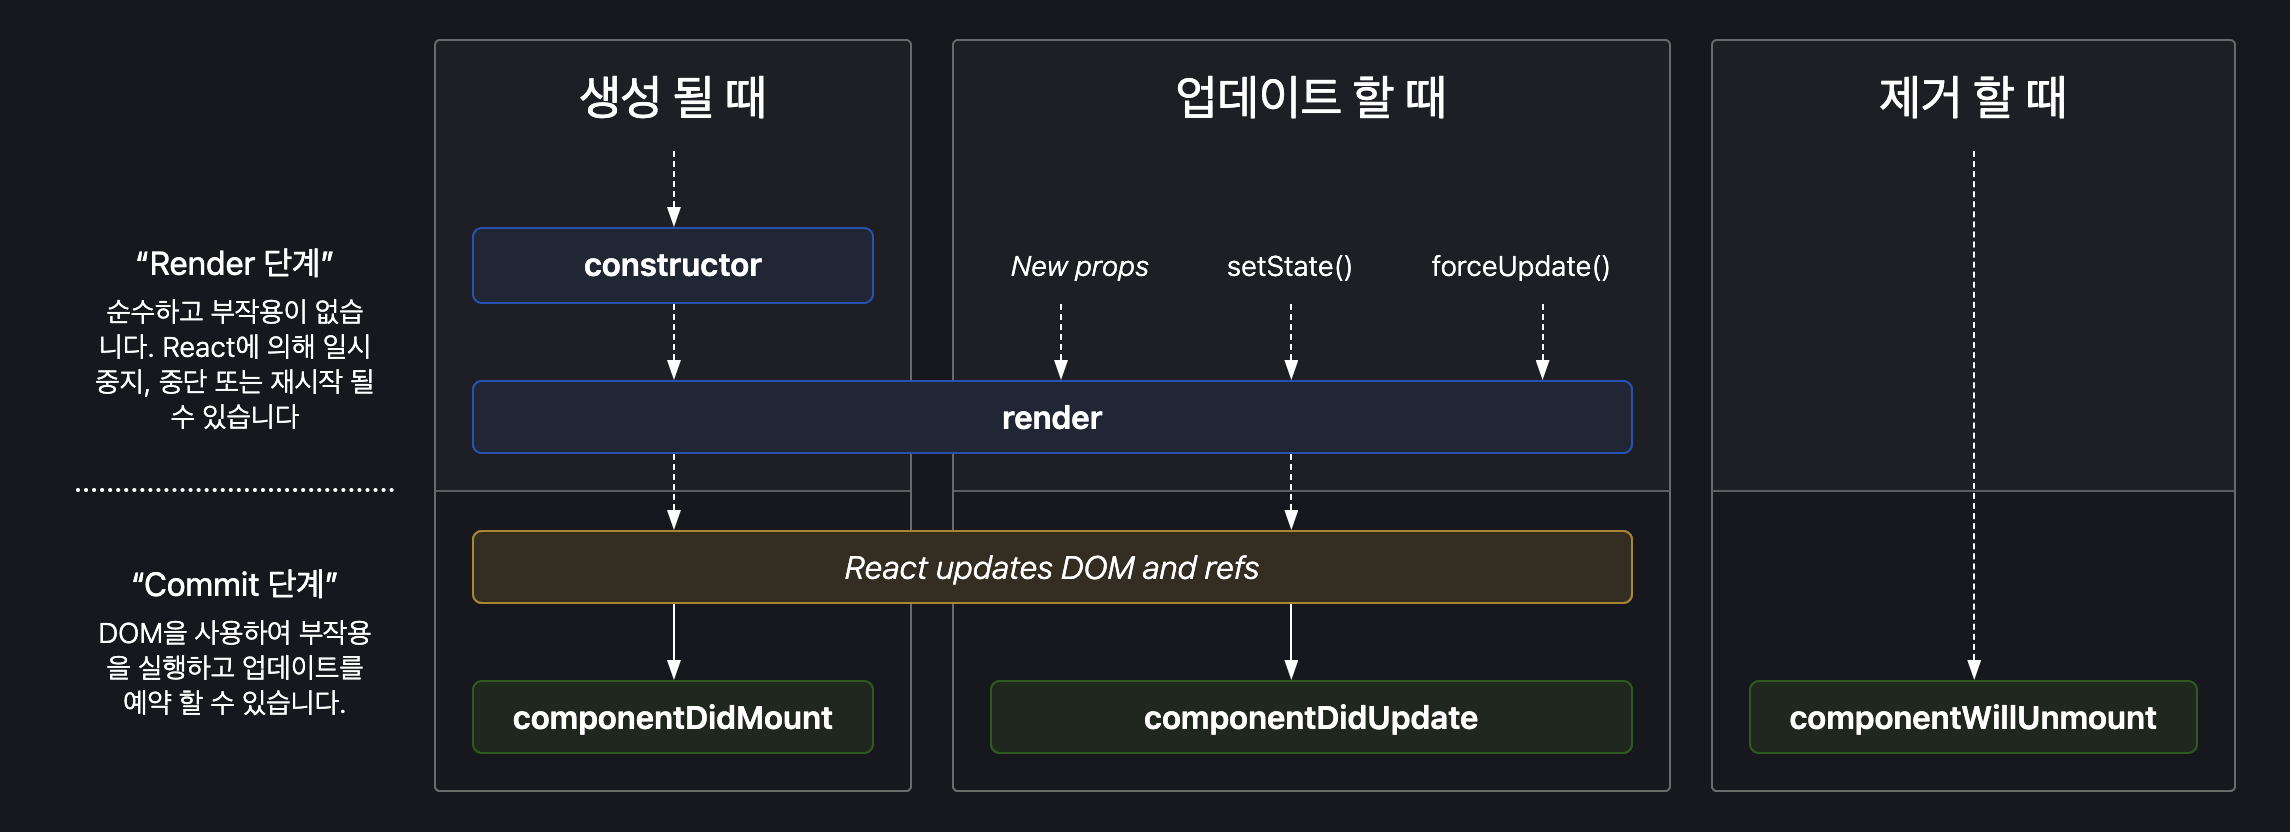 생성 될 때
업데이트 할 때
제거 할 때
“Render 단계”
순수하고 부작용이 없습
니다. React에 의해 일시
중지, 중단 또는 재시작 될
수 있습니다
constructor
New props
setState()
forceUpdate()
render
“Commit 단계”
DOM을 사용하여 부작용
을 실행하고 업데이트를
예약 할 수 있습니다.
React updates DOM and refs
componentDidMount
componentDidUpdate
componentWillUnmount